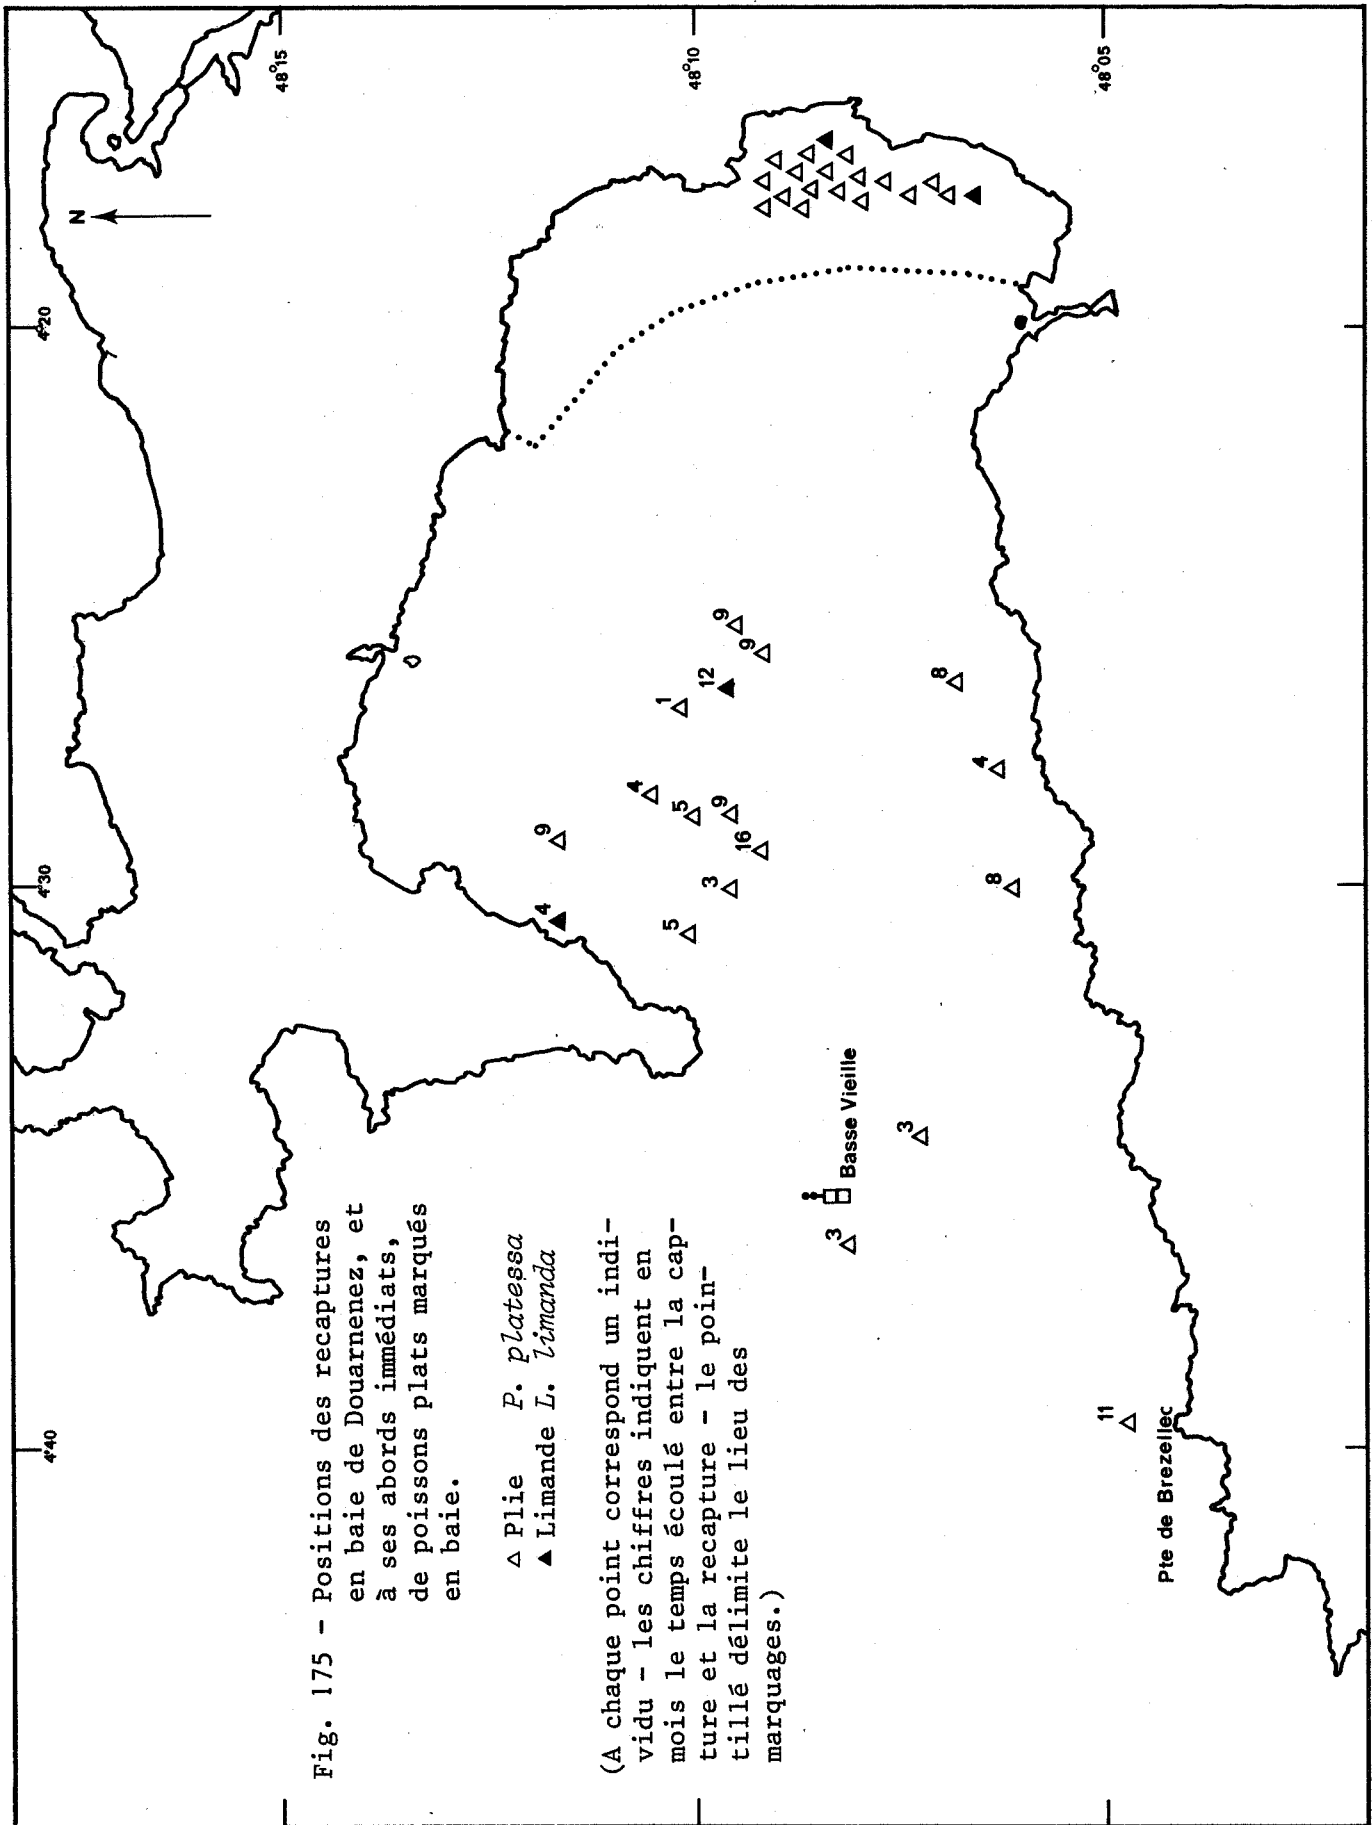 4°40
4°30
4°20
N
48°15
48°10
48°05
Fig. 175 - Positions des recaptures
en baie de Douarnenez, et
à ses abords immédiats,
de poissons plats marqués
en baie.
△ Plie P. platessa
▲ Limande L. limanda
(A chaque point correspond un indi-
vidu - les chiffres indiquent en
mois le temps écoulé entre la cap-
ture et la recapture - le poin-
tillé délimite le lieu des
marquages.)
4
9
5
4
1
3
5
12
16
9
9
9
3
Basse Vieille
3
8
4
8
11
Pte de Brezellec